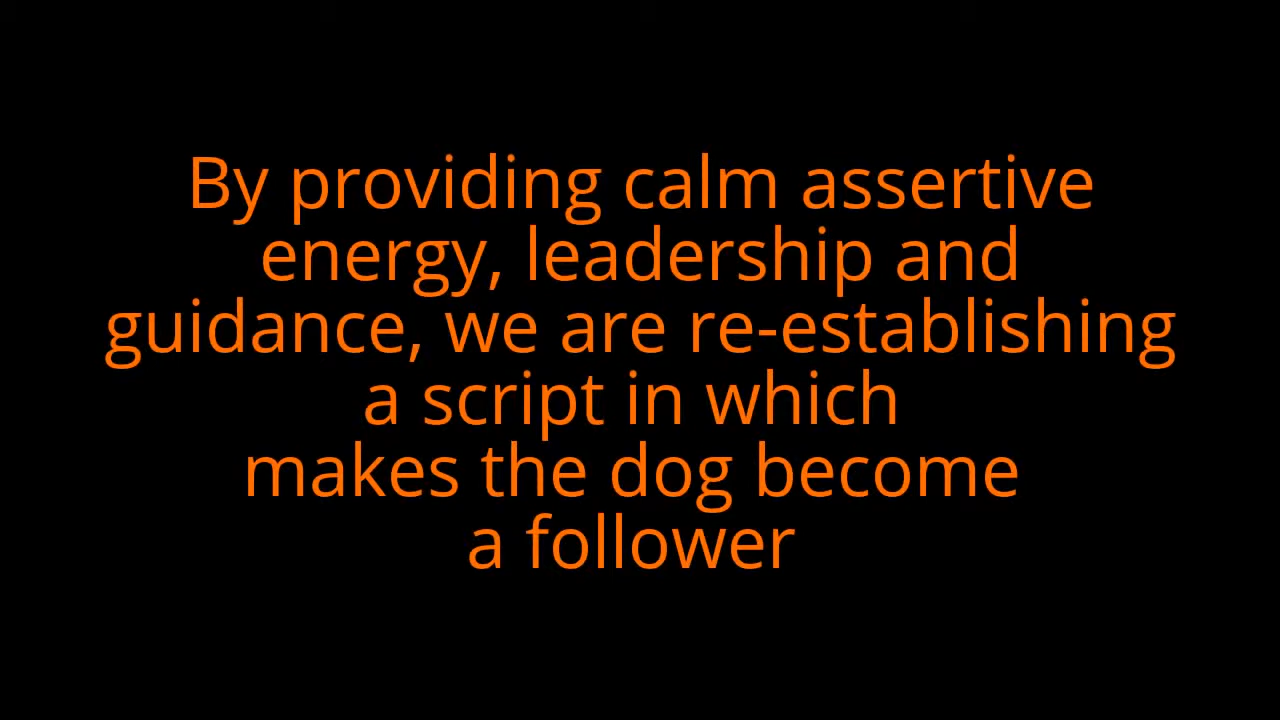 By providing calm assertive
energy, leadership and
guidance, we are re-establishing
a script in which
makes the dog become
a follower